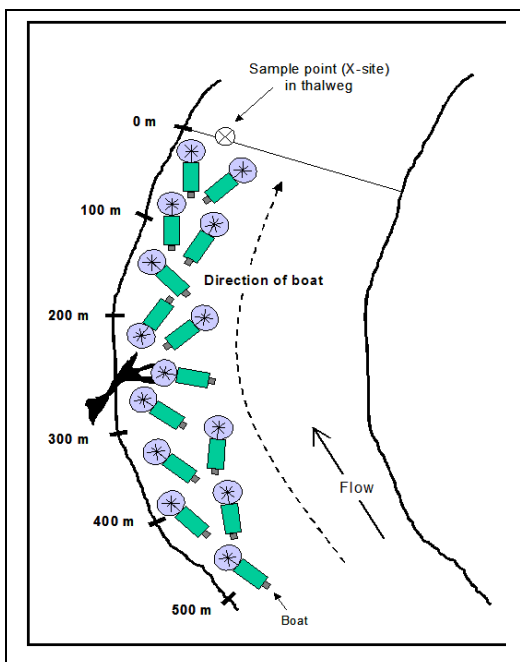 Sample point (X-site)
in thalweg
0 m
100 m
Direction of boat
200 m
300 m
Flow
400 m
500 m
Boat